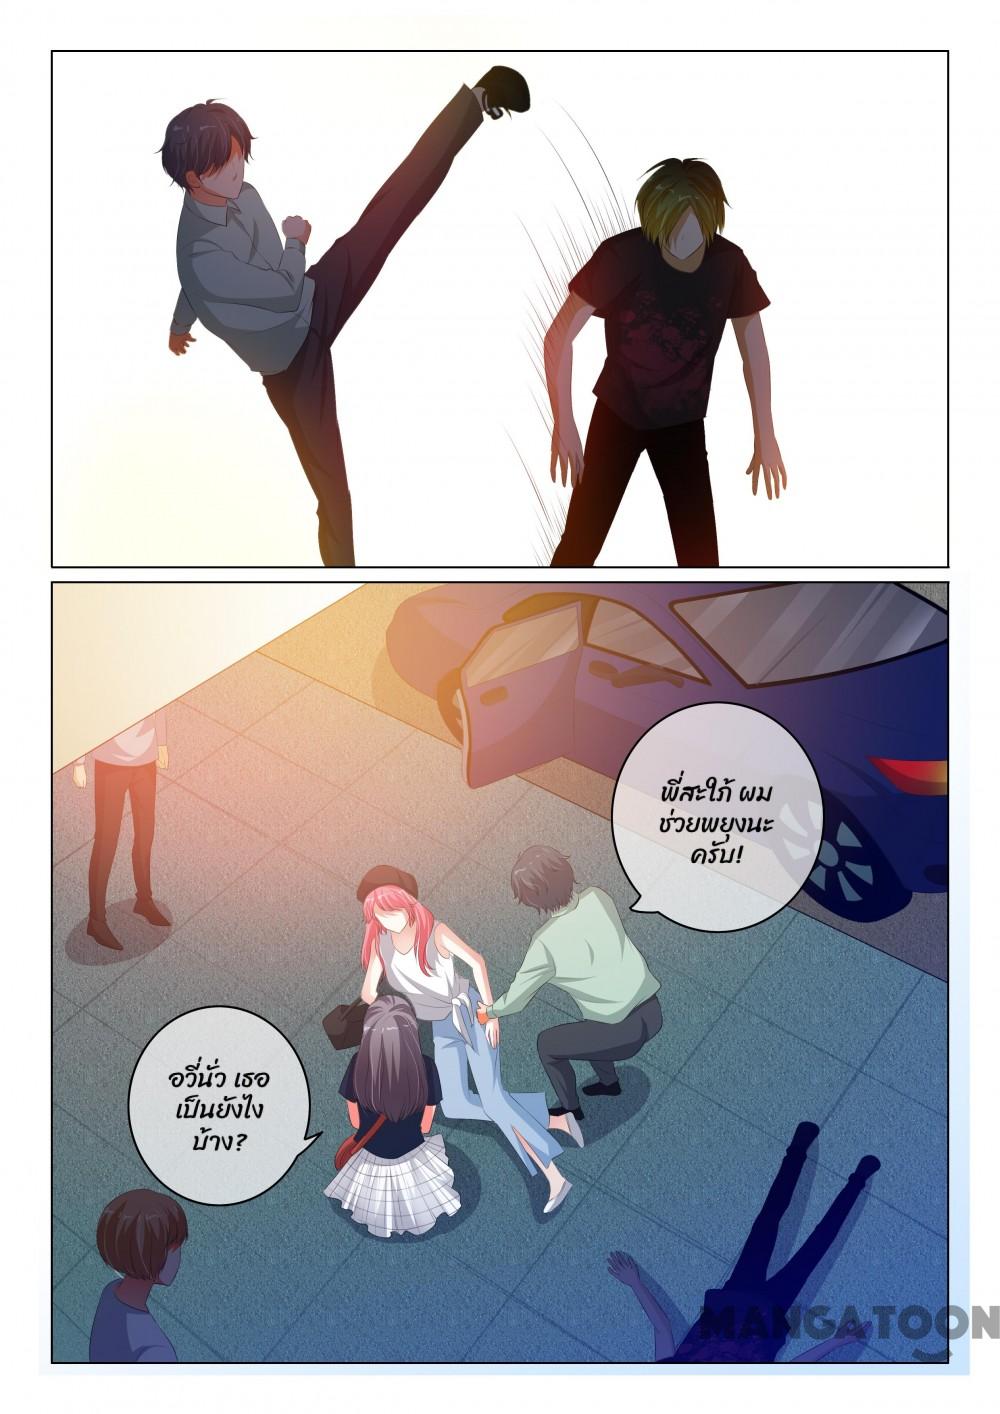 พี่สะใภ้ ผม
ช่วยพยุงนะ
ครับ!
อวี่นั่ว เธอ
เป็นยังไง
บ้าง?
MANGATOON